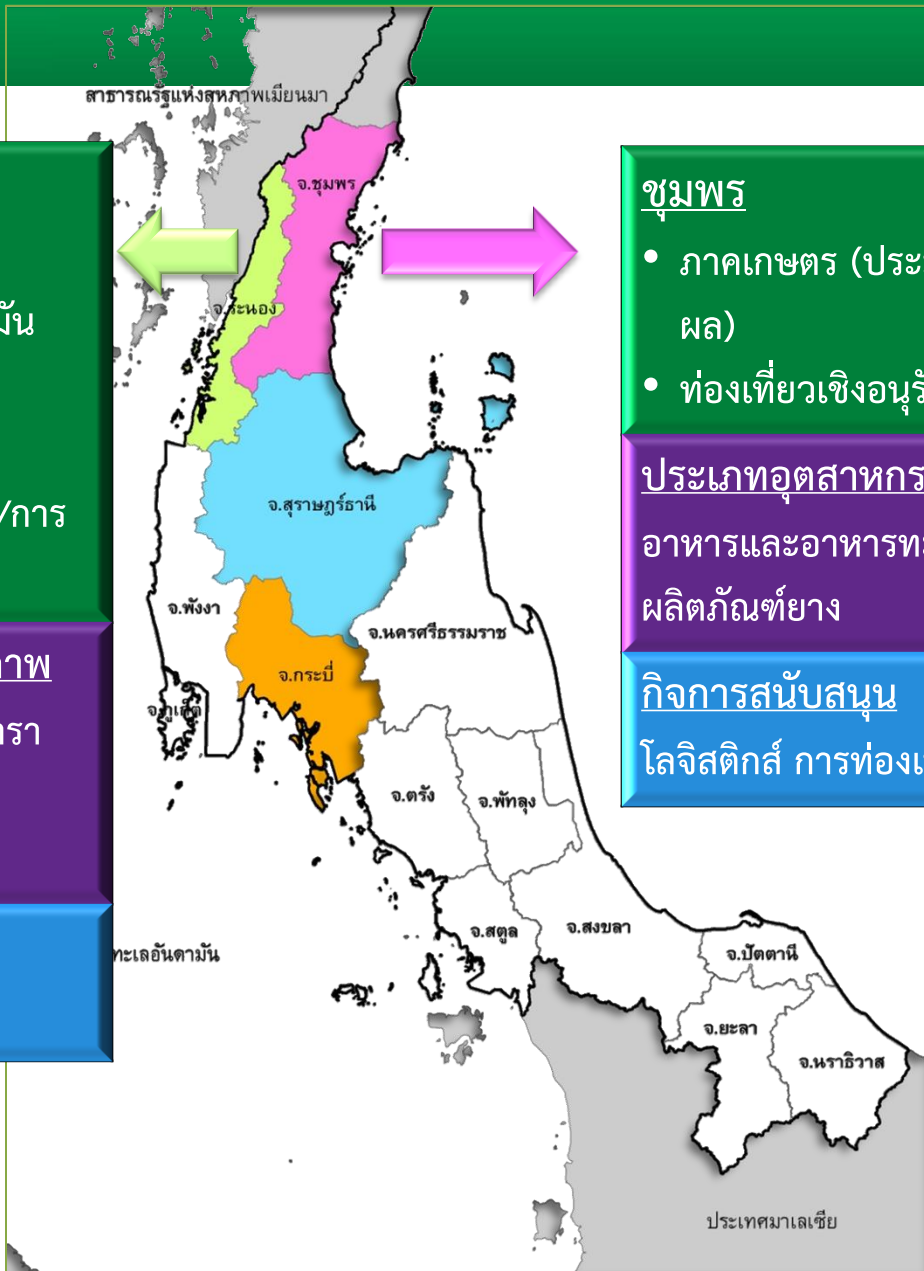 สาธารณรัฐแห่งสหภาพเมียนมา
มัน
/การ
าพ
ารา
จ.ชุมพร
จ.ระนอง
จ.สุราษฎร์ธานี
จ.พังงา
จ.นครศรีธรรมราช
จ.กระบี่
จ.ภูเก็ต
จ.ตรัง
จ.พัทลุง
จ.สตูล
จ.สงขลา
จ.ปัตตานี
จ.ยะลา
จ.นราธิวาส
ทะเลอันดามัน
ประเทศมาเลเซีย
ชุมพร
• ภาคเกษตร (ประ
ผล)
• ท่องเที่ยวเชิงอนุรั
ประเภทอุตสาหกร
อาหารและอาหารทะ
ผลิตภัณฑ์ยาง
กิจการสนับสนุน
โลจิสติกส์ การท่องเ